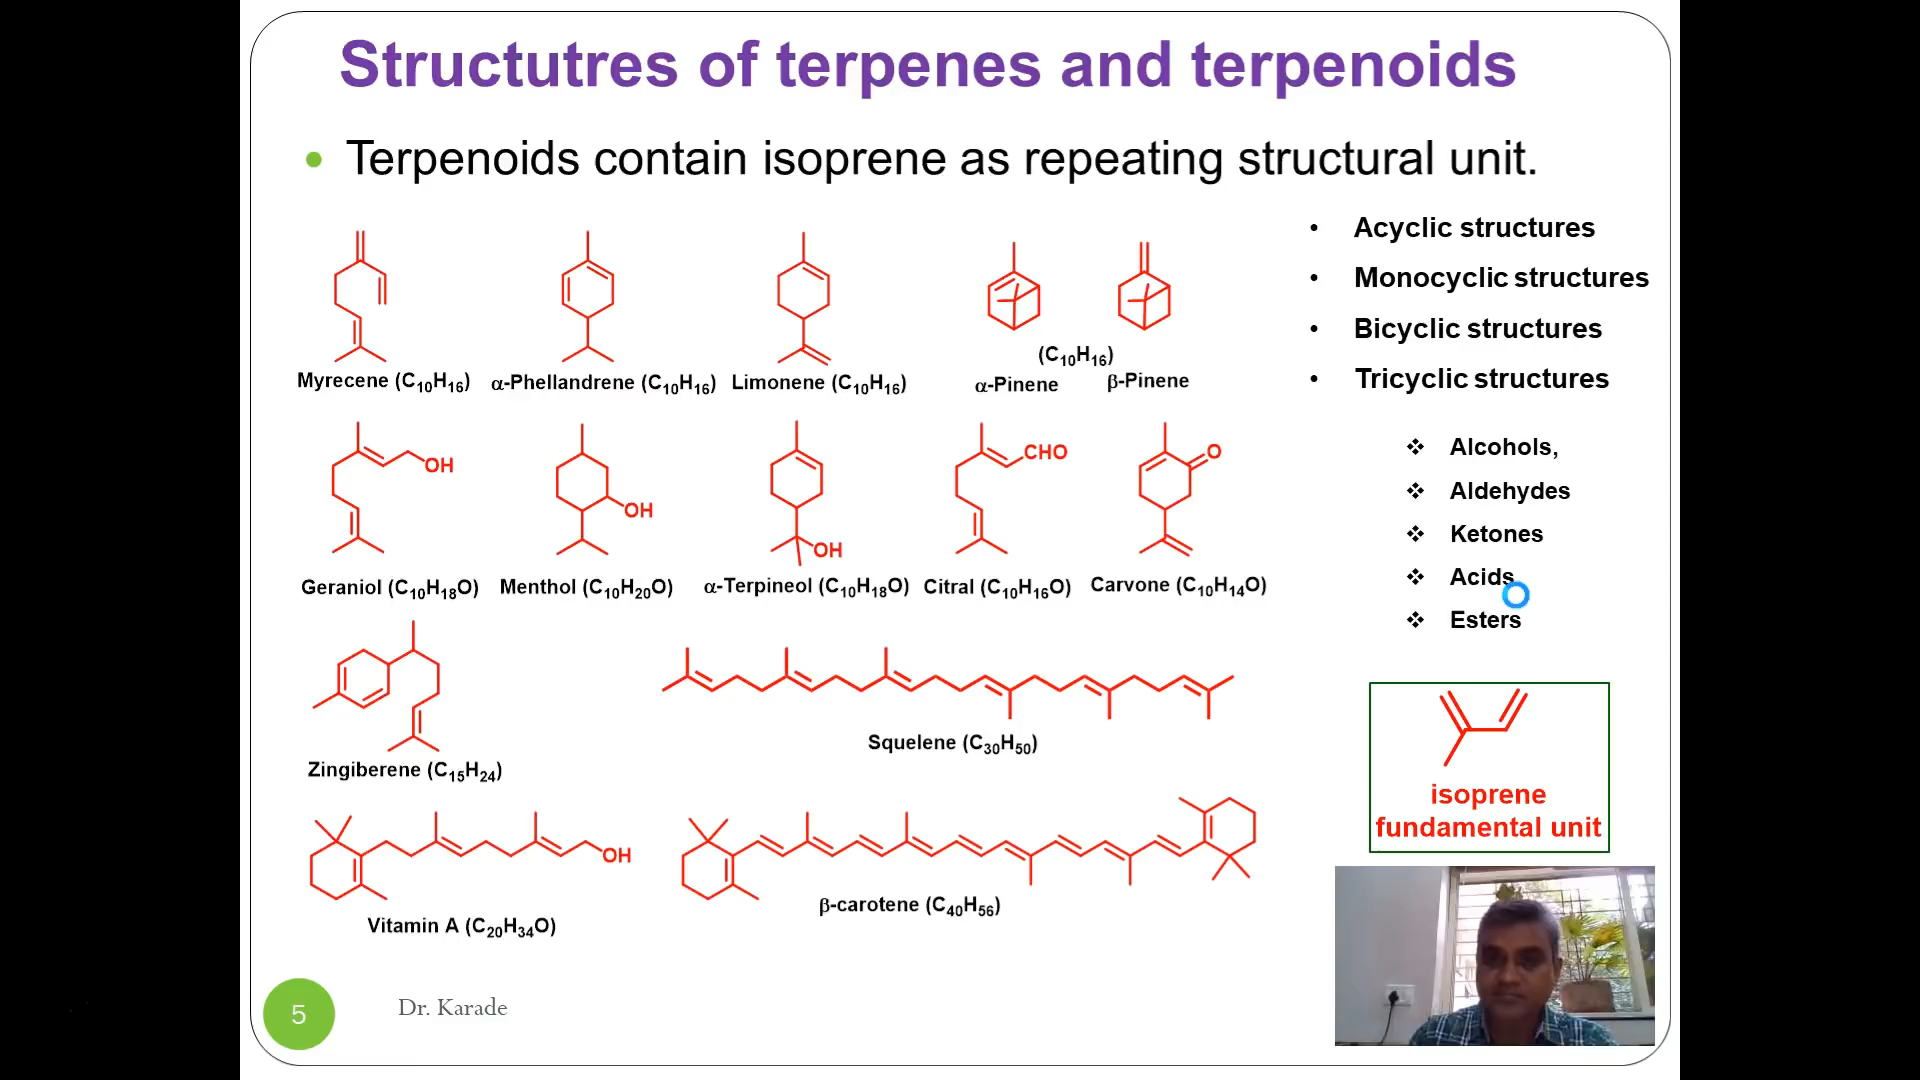 Structutres of terpenes and terpenoids
• Terpenoids contain isoprene as repeating structural unit.
• Acyclic structures
• Monocyclic structures
• Bicyclic structures
• Tricyclic structures
Myrecene (C10H16)
α-Phellandrene (C10H16)
Limonene (C10H16)
(C10H16)
α-Pinene
β-Pinene
OH
OH
OH
CHO
O
Geraniol (C10H18O)
Menthol (C10H20O)
α-Terpineol (C10H18O)
Citral (C10H16O)
Carvone (C10H14O)
❖ Alcohols,
❖ Aldehydes
❖ Ketones
❖ Acids
❖ Esters
Zingiberene (C15H24)
Squelene (C30H50)
isoprene
fundamental unit
OH
Vitamin A (C20H34O)
β-carotene (C40H56)
5
Dr. Karade